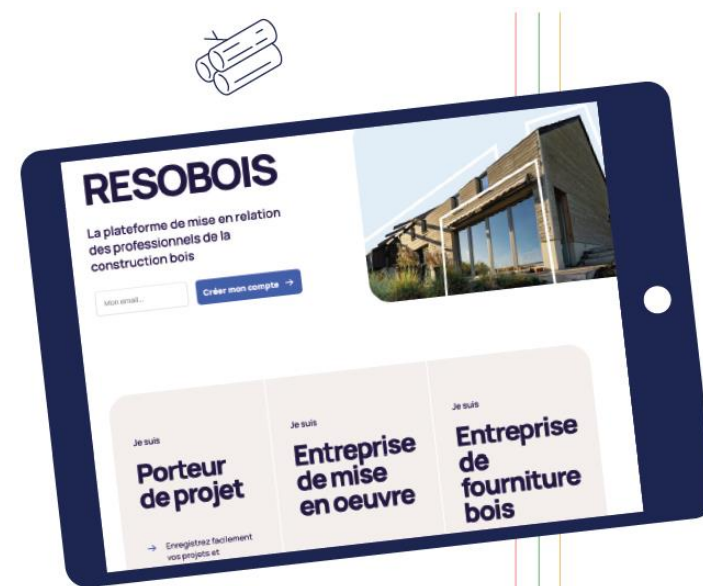 RESOBOIS
La plateforme de mise en relation
des professionnels de la
construction bois
Mon email...
Créer mon compte →
Je suis
Porteur
de projet
→ Enregistrez facilement
vos projets et
Je suis
Entreprise
de mise
en oeuvre
Je suis
Entreprise
de
fourniture
bois